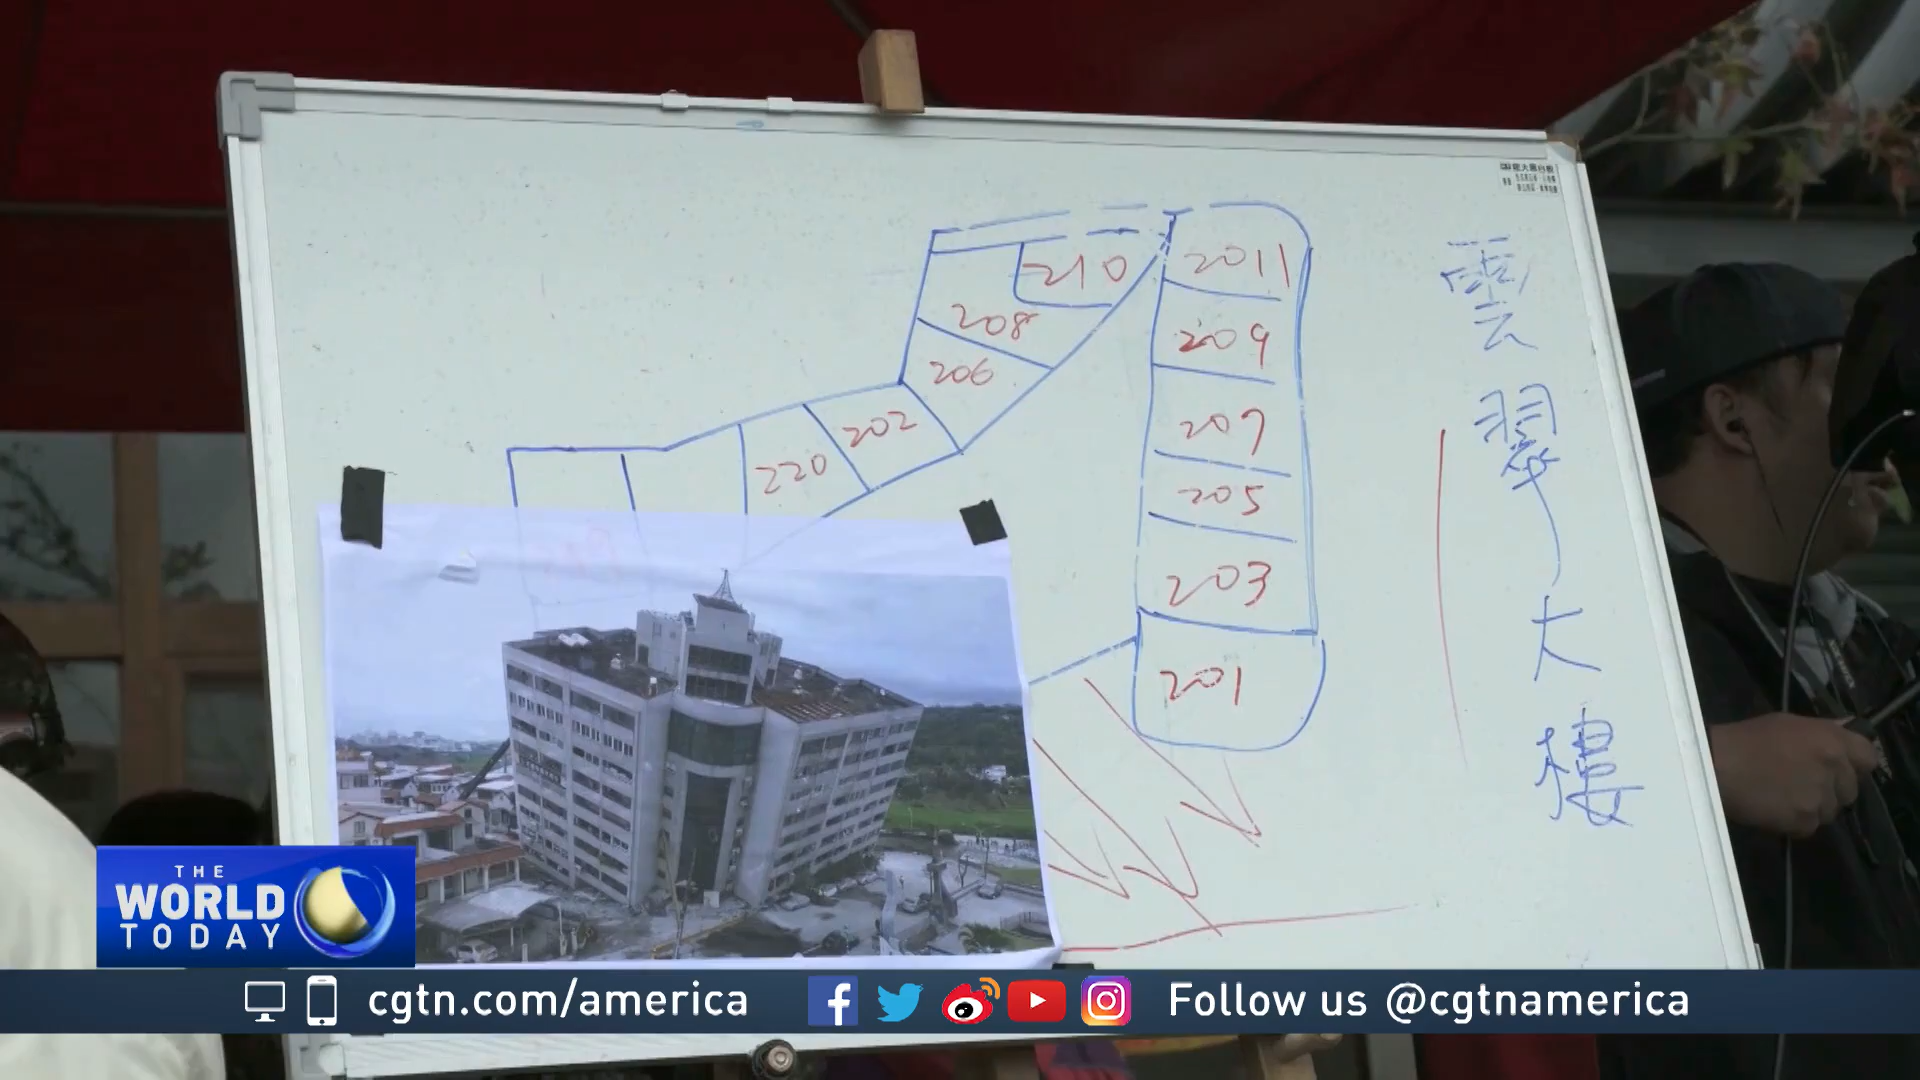 210
2011
208
209
206
202
207
220
205
203
201
雲翠大樓
THE
WORLD
TODAY
cgtn.com/america
Follow us @cgtnamerica